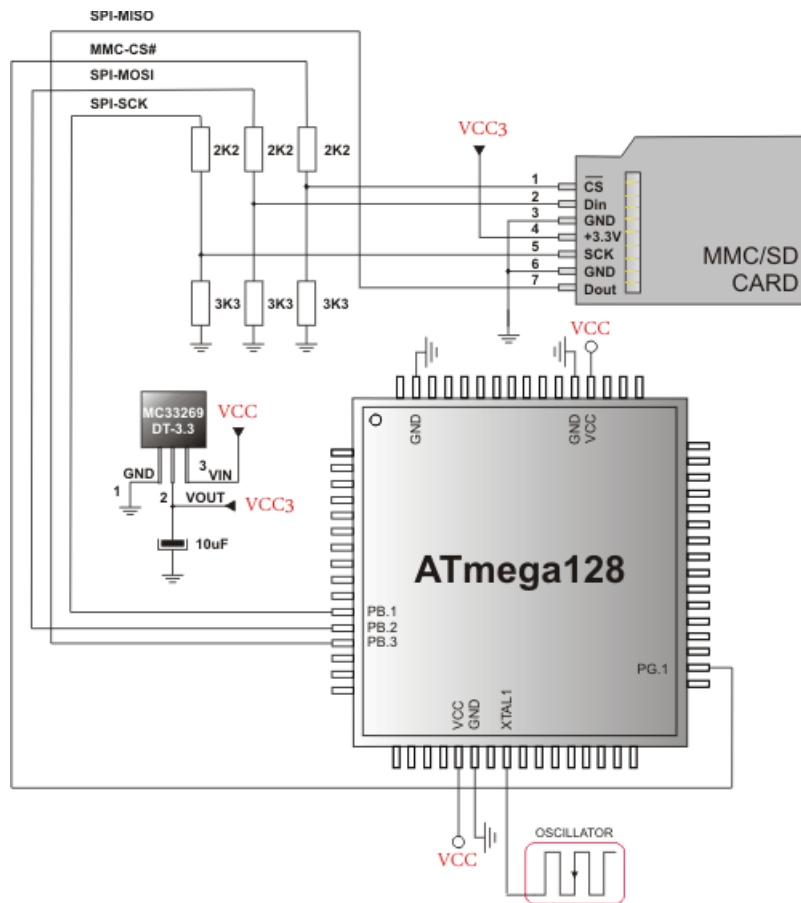 SPI-MISO
MMC-CS#
SPI-MOSI
SPI-SCK
2K2
2K2
2K2
VCC3
1
2
3
4
5
6
7
CS
Din
GND
+3.3V
SCK
GND
Dout
MMC/SD
CARD
3K3
3K3
3K3
VCC
MC33269
DT-3.3
VCC
GND
3
VIN
1
2
VOUT
VCC3
10uF
GND
GND
VCC
ATmega128
PB.1
PB.2
PB.3
PG.1
VCC
GND
XTAL1
VCC
OSCILLATOR